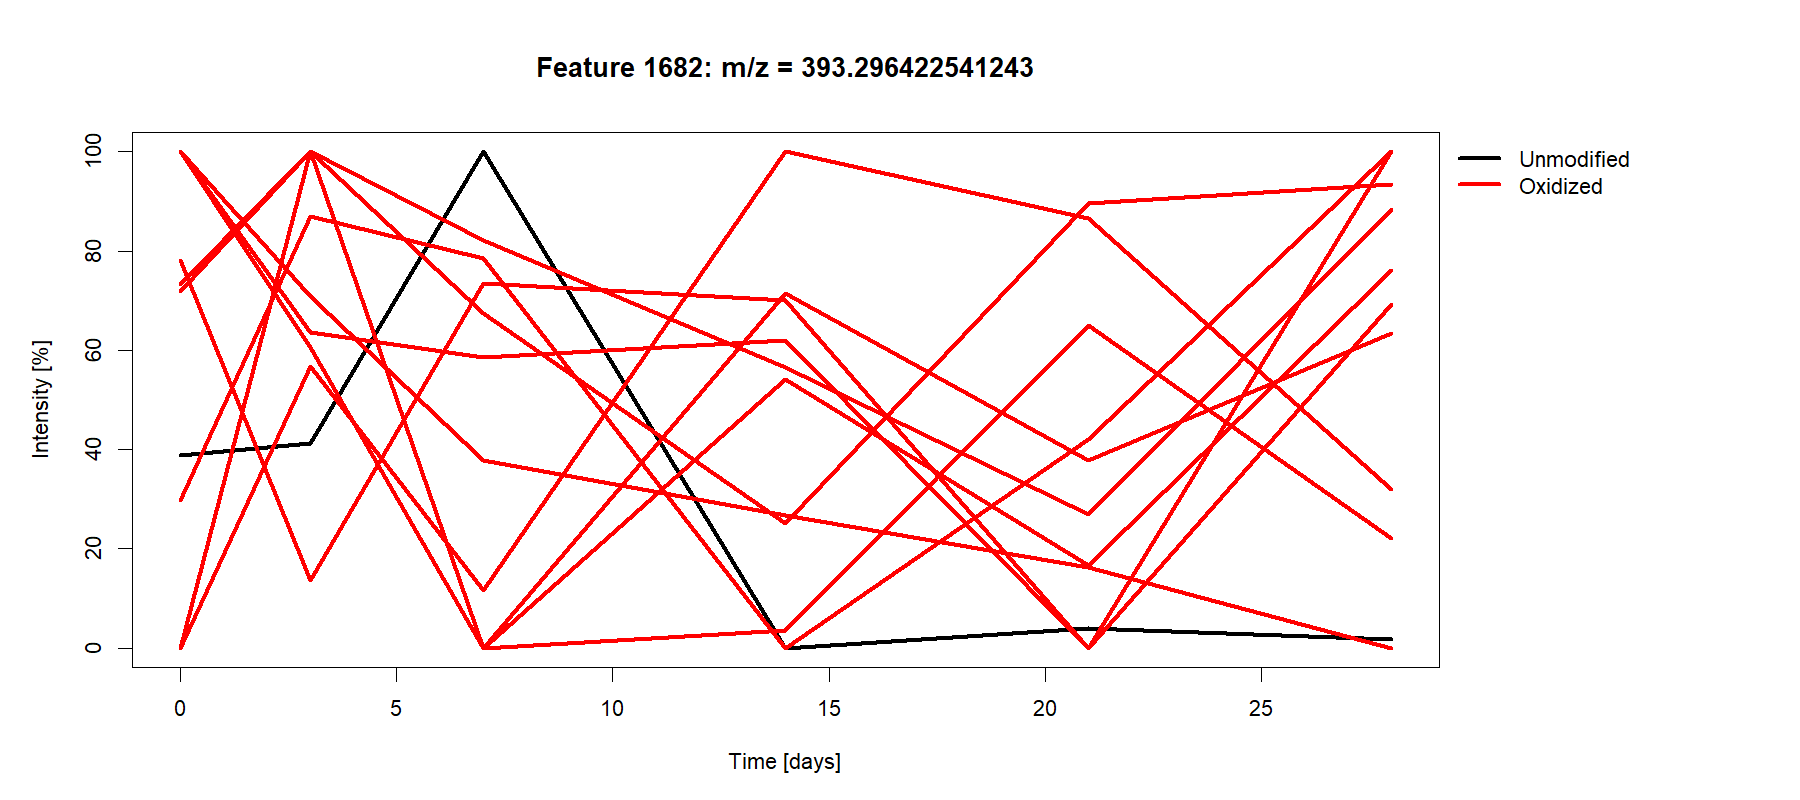 Feature 1682: m/z = 393.296422541243
Unmodified
Oxidized
Intensity [%]
100
80
60
40
20
0
0 5 10 15 20 25
Time [days]